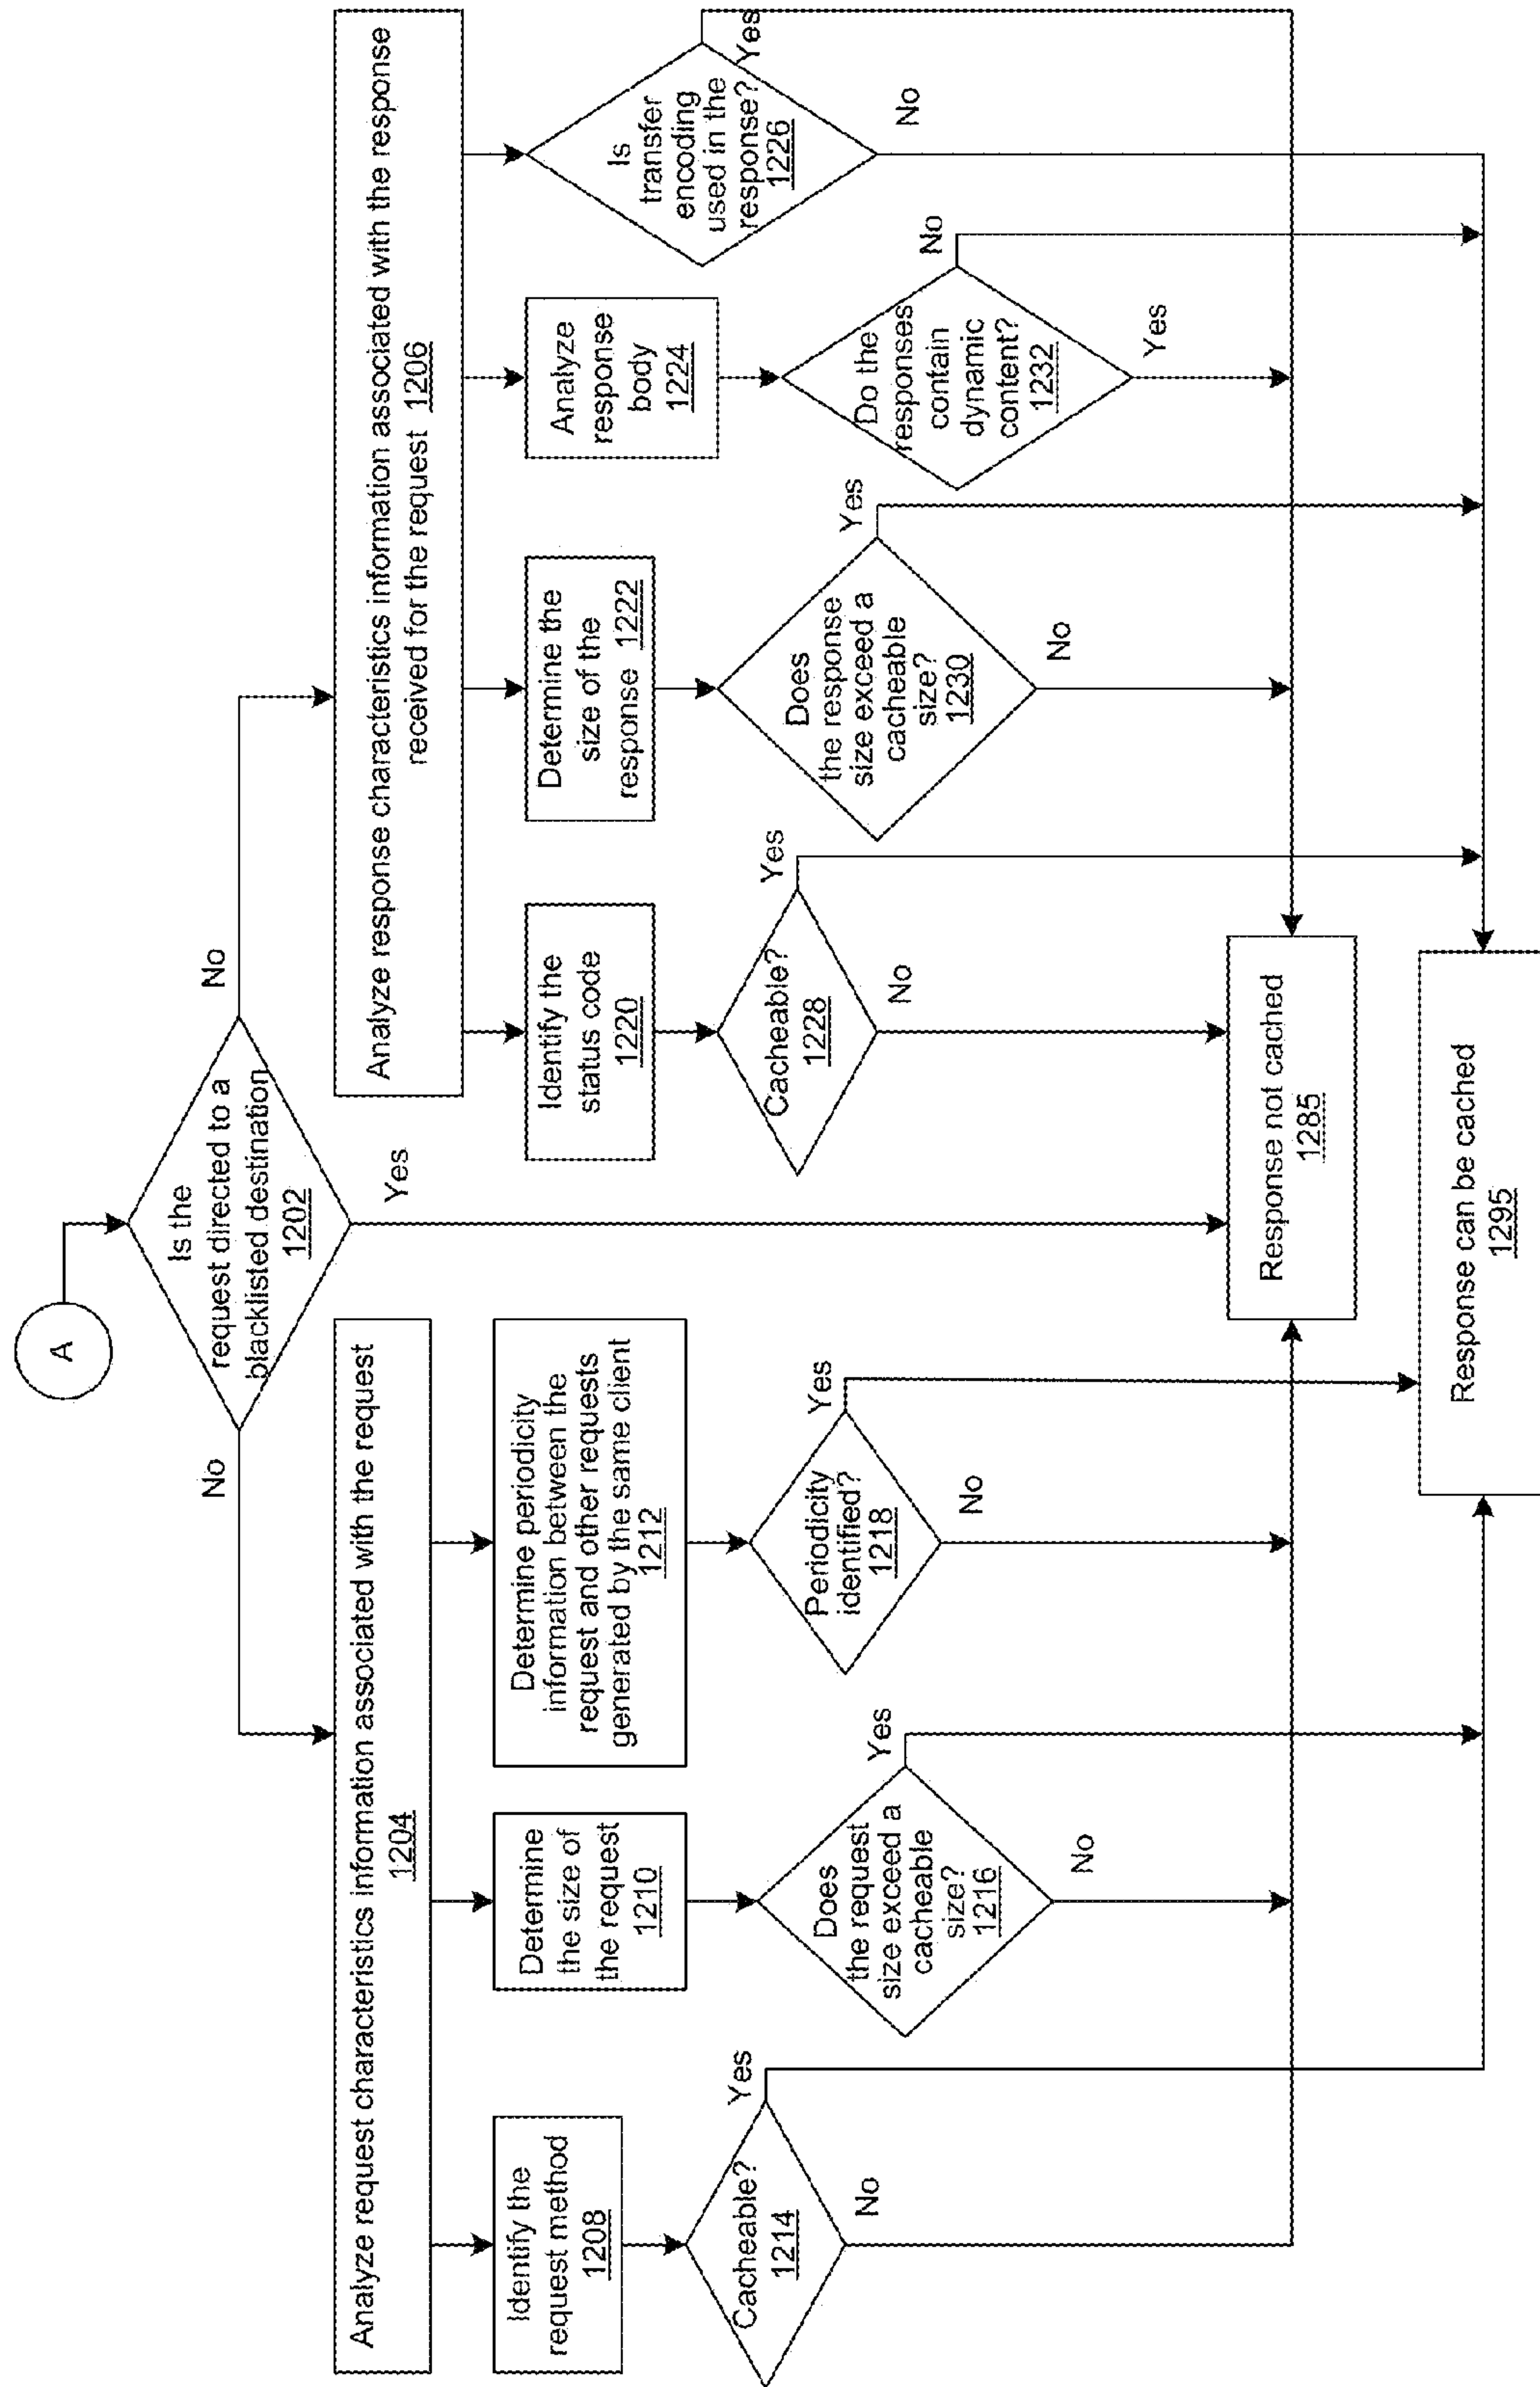 A
Is the
request directed to a
blacklisted destination
1202
No
No
Yes
Analyze request characteristics information associated with the request
1204
Identify the
request method
1208
Determine
the size of
the request
1210
Determine periodicity
information between the
request and other requests
generated by the same client
1212
Cacheable?
1214
Yes
No
Does
the request
size exceed a
cacheable
size?
1216
Yes
No
Periodicity
identified?
1218
Yes
No
Analyze response characteristics information associated with the response
received for the request 1206
Identify the
status code
1220
Determine the
size of the
response 1222
Analyze
response
body
1224
Is
transfer
encoding
used in the
response?
1226
Yes
No
Cacheable?
1228
Yes
No
Does
the response
size exceed a
cacheable
size?
1230
Yes
No
Do the
responses
contain
dynamic
content?
1232
No
Yes
Response not cached
1285
Response can be cached
1295